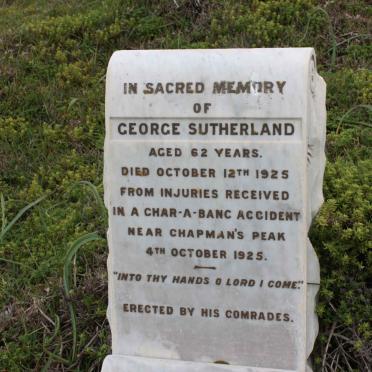 IN SACRED MEMORY
OF
GEORGE SUTHERLAND
AGED 62 YEARS.
DIED OCTOBER 12TH 1925
FROM INJURIES RECEIVED
IN A CHAR-A-BANC ACCIDENT
NEAR CHAPMAN'S PEAK
4TH OCTOBER 1925.
"INTO THY HANDS O LORD I COME."
ERECTED BY HIS COMRADES.